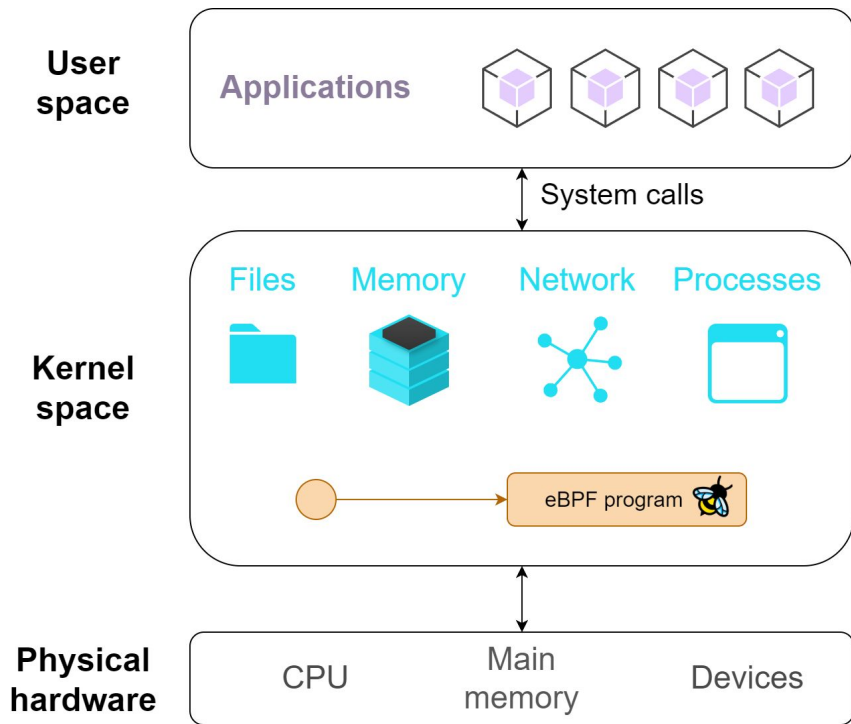 User
space
Applications
System calls
Files
Memory
Network
Processes
Kernel
space
eBPF program
Physical
hardware
CPU
Main
memory
Devices